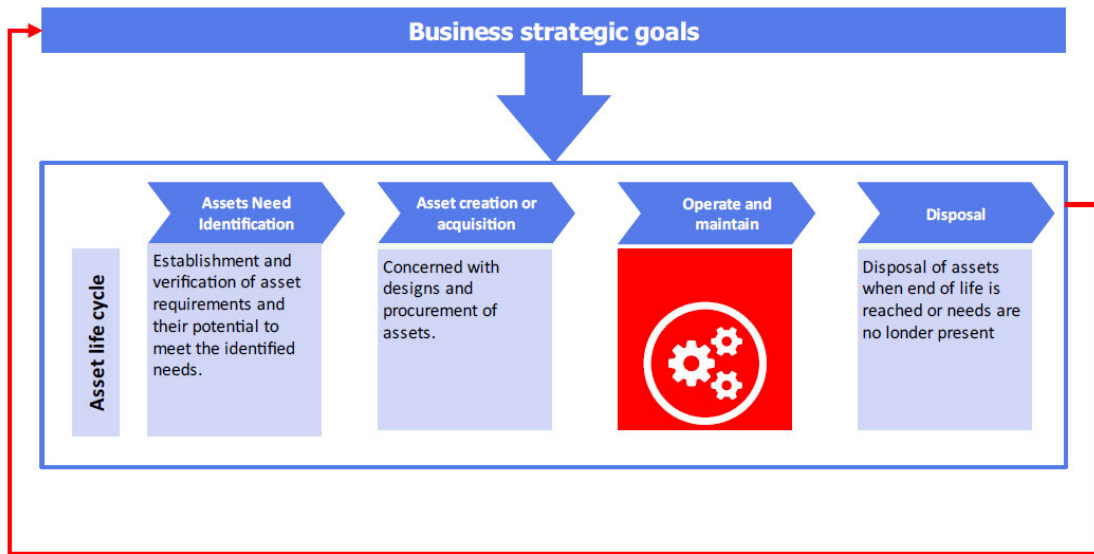 Business strategic goals
Assets Need
Identification
Asset creation or
acquisition
Operate and
maintain
Disposal
Asset life cycle
Establishment and
verification of asset
requirements and
their potential to
meet the identified
needs.
Concerned with
designs and
procurement of
assets.
Disposal of assets
when end of life is
reached or needs are
no londer present